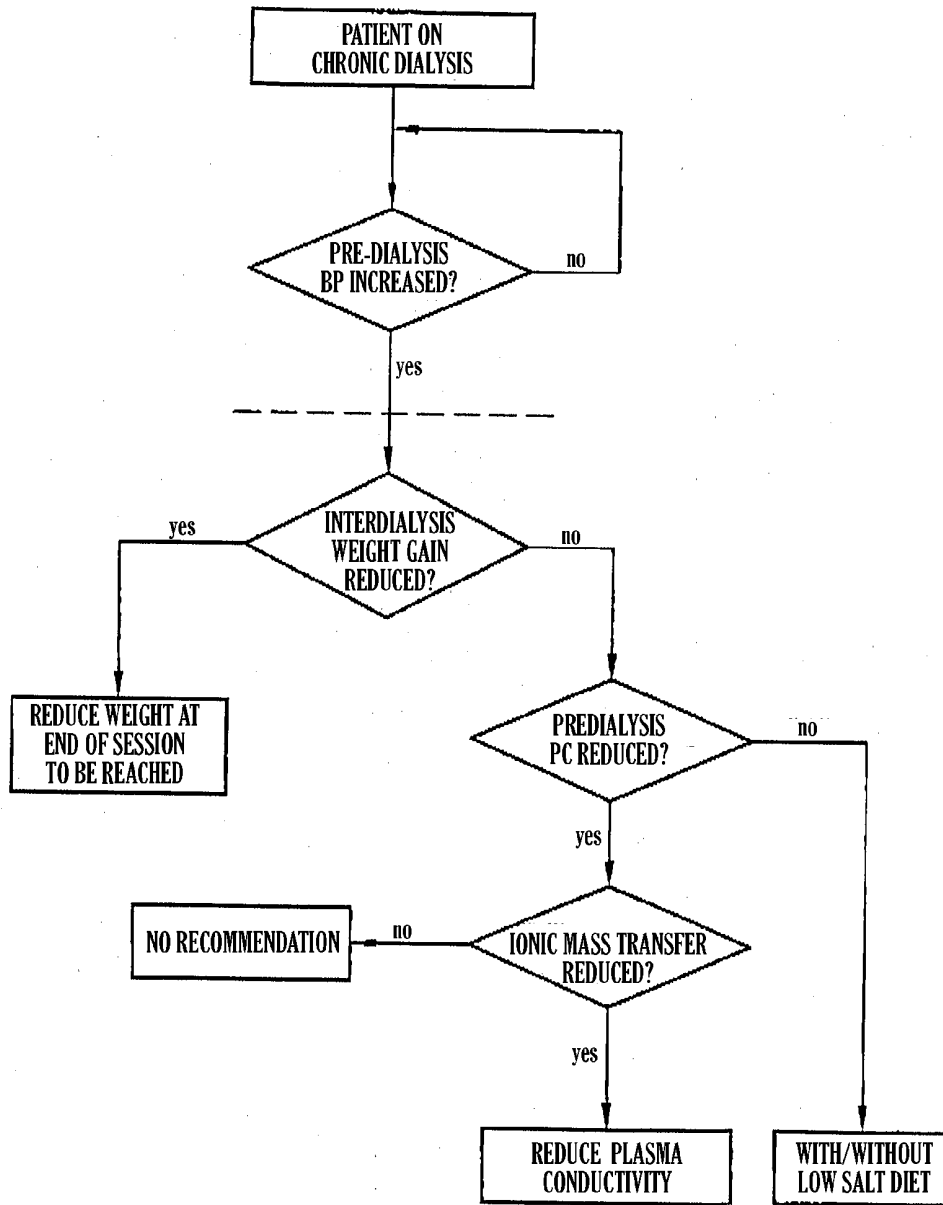 PATIENT ON
CHRONIC DIALYSIS
PRE-DIALYSIS
BP INCREASED?
no
yes
INTERDIALYSIS
WEIGHT GAIN
REDUCED?
yes
no
REDUCE WEIGHT AT
END OF SESSION
TO BE REACHED
PREDIALYSIS
PC REDUCED?
no
yes
IONIC MASS TRANSFER
REDUCED?
no
NO RECOMMENDATION
yes
REDUCE PLASMA
CONDUCTIVITY
WITH/WITHOUT
LOW SALT DIET